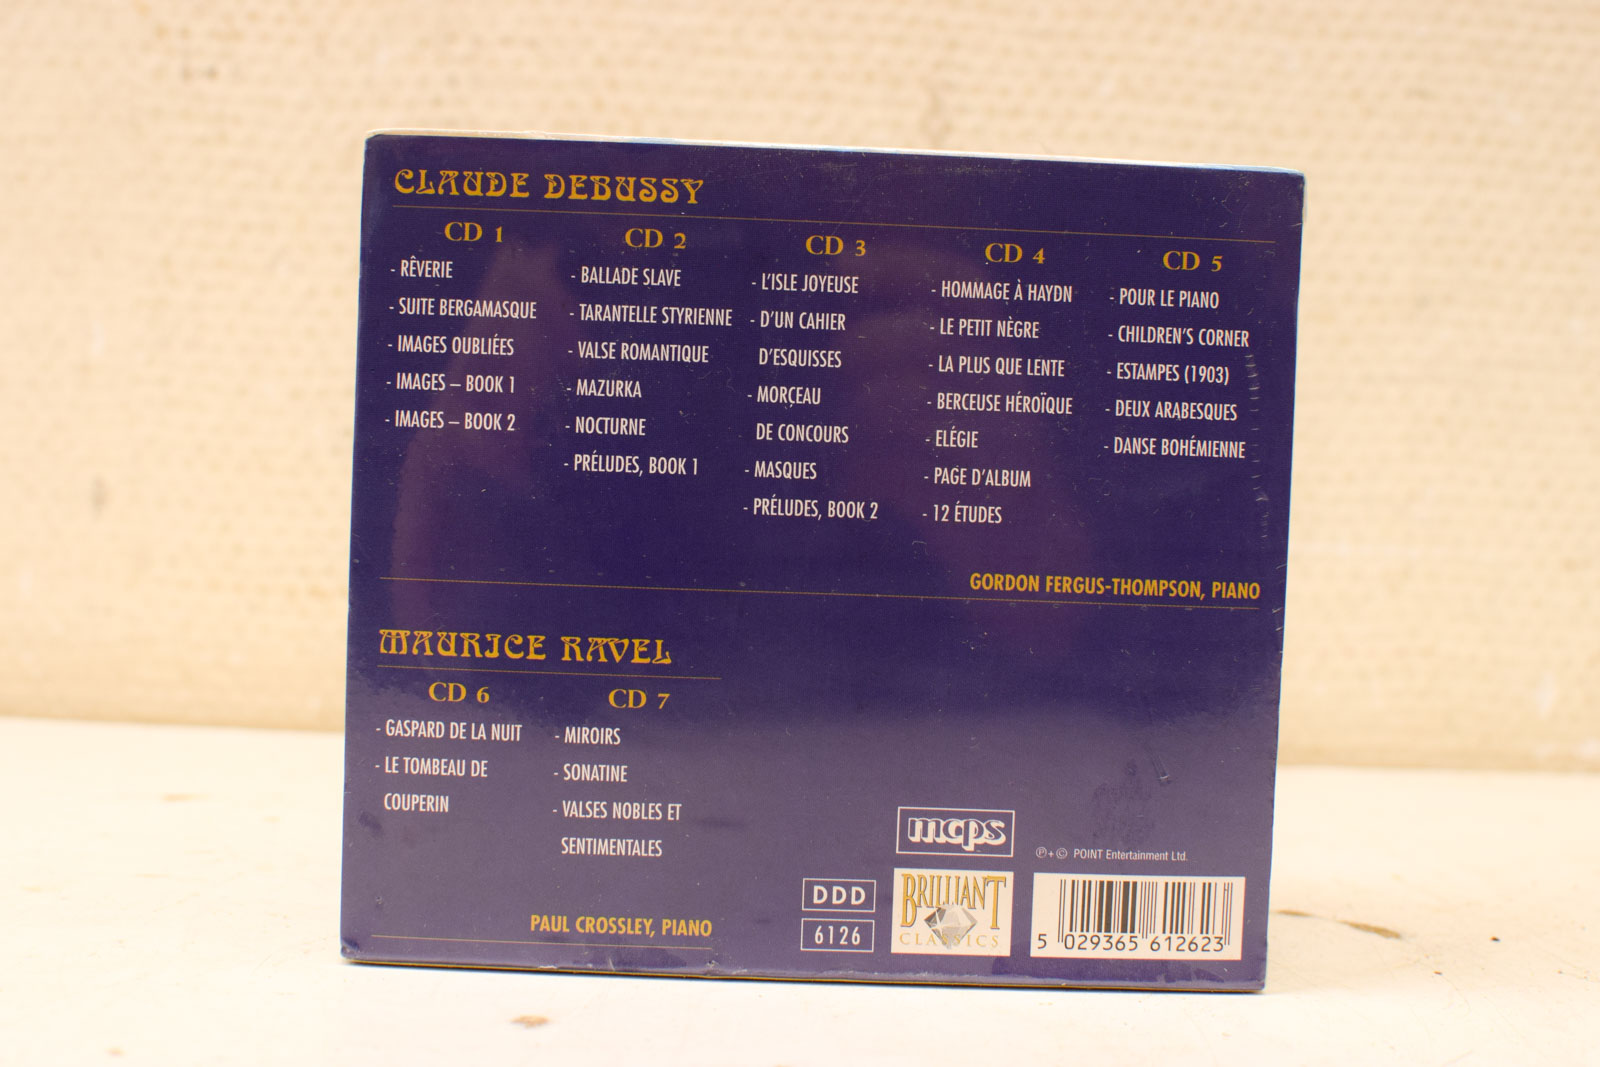 CLAUDE DEBUSSY
CD 1
- RÊVERIE
- SUITE BERGAMASQUE
- IMAGES OUBLIÉES
- IMAGES – BOOK 1
- IMAGES – BOOK 2
CD 2
- BALLADE SLAVE
- TARANTELLE STYRIENNE
- VALSE ROMANTIQUE
- MAZURKA
- NOCTURNE
- PRÉLUDES, BOOK 1
CD 3
- L'ISLE JOYEUSE
- D'UN CAHIER
D'ESQUISSES
- MORÇEAU
DE CONCOURS
- MASQUES
- PRÉLUDES, BOOK 2
CD 4
- HOMMAGE À HAYDN
- LE PETIT NÈGRE
- LA PLUS QUE LENTE
- BERCEUSE HÉROÏQUE
- ELÉGIE
- PAGE D'ALBUM
- 12 ÉTUDES
CD 5
- POUR LE PIANO
- CHILDREN'S CORNER
- ESTAMPES (1903)
- DEUX ARABESQUES
- DANSE BOHÉMIENNE
GORDON FERGUS-THOMPSON, PIANO
MAURICE RAVEL
CD 6
- GASPARD DE LA NUIT
- LE TOMBEAU DE
COUPERIN
CD 7
- MIROIRS
- SONATINE
- VALSES NOBLES ET
SENTIMENTALES
PAUL CROSSLEY, PIANO
DDD
6126
mcps
BRILLIANT
CLASSICS
℗ + © POINT Entertainment Ltd.
5 029365 612623